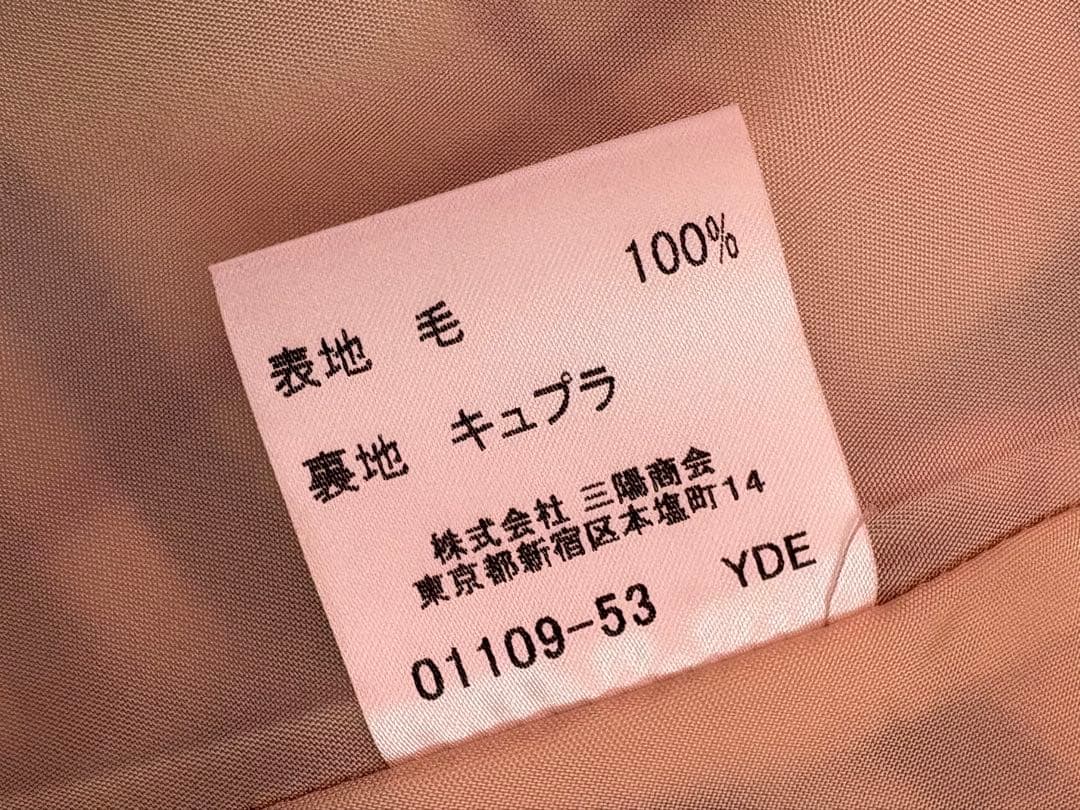 表地 毛 100%
裏地 キュプラ
株式会社 三陽商会
東京都新宿区本塩町14
01109-53 YDE